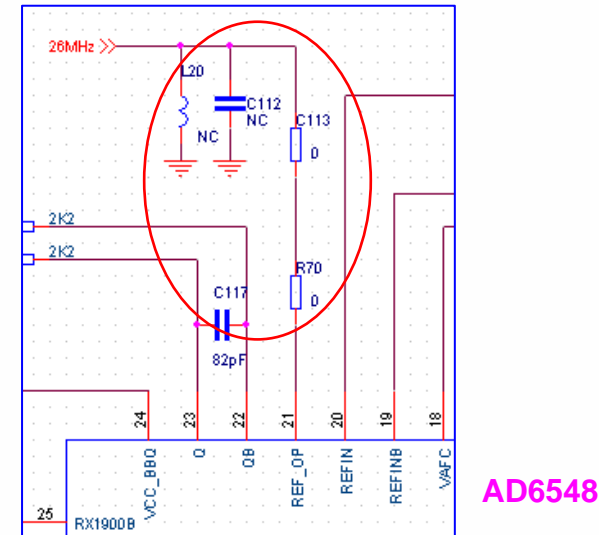 26MHz
L20
C112
NC
NC
C113
0
2K2
2K2
R70
0
C117
82pF
24
23
22
21
20
19
18
VCC_BBQ
Q
QB
REF_OP
REFIN
REFINB
VAFC
AD6548
25
RX1900B